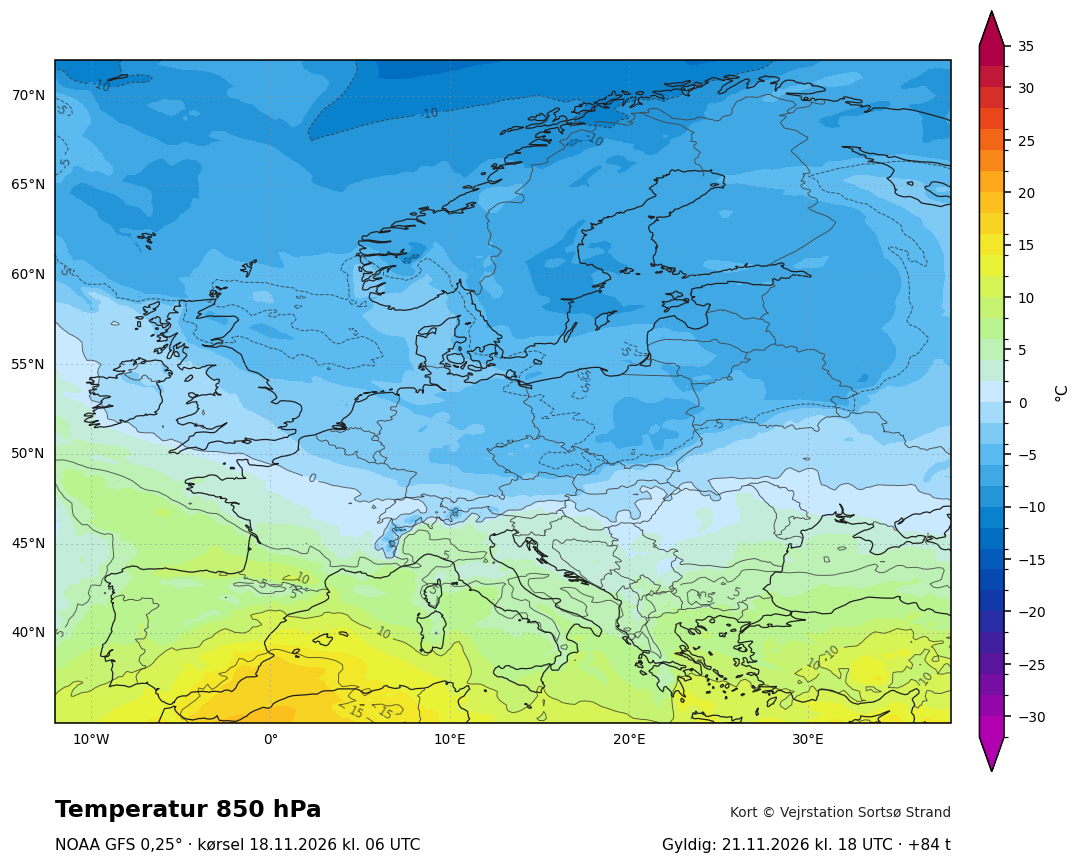 70°N
65°N
60°N
55°N
50°N
45°N
40°N
10°W 0° 10°E 20°E 30°E
35
30
25
20
15
10
5
0
−5
−10
−15
−20
−25
−30
°C
Temperatur 850 hPa
Kort © Vejrstation Sortsø Strand
NOAA GFS 0,25° · kørsel 18.11.2026 kl. 06 UTC
Gyldig: 21.11.2026 kl. 18 UTC · +84 t